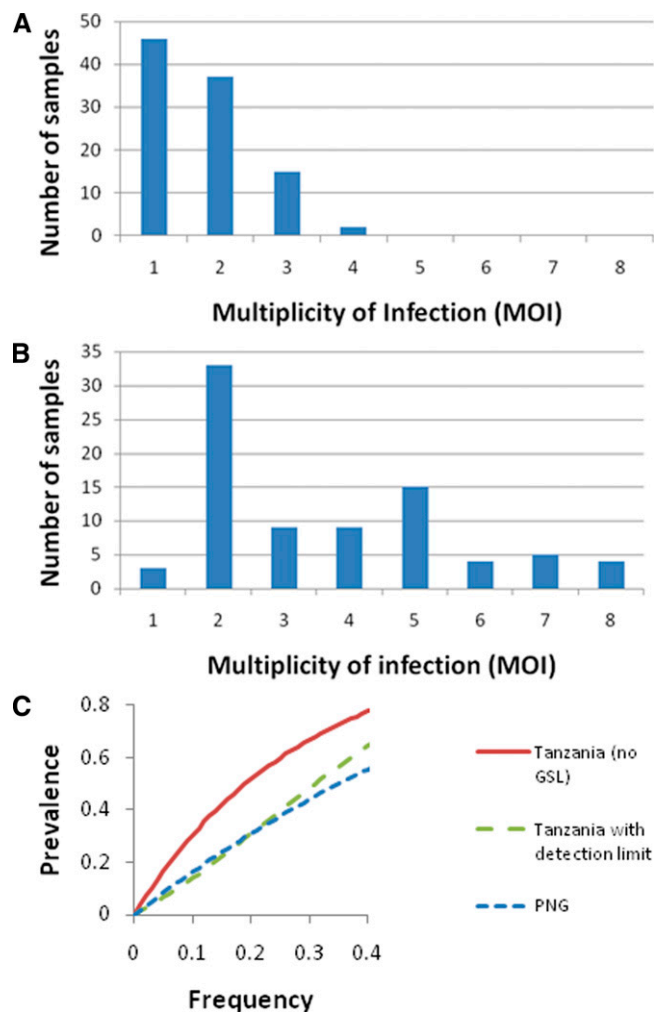 A
Number of samples
50
40
30
20
10
0
1 2 3 4 5 6 7 8
Multiplicity of Infection (MOI)
B
Number of samples
35
30
25
20
15
10
5
0
1 2 3 4 5 6 7 8
Multiplicity of infection (MOI)
C
Prevalence
0.8
0.6
0.4
0.2
0
0 0.1 0.2 0.3 0.4
Frequency
Tanzania (no
GSL)
Tanzania with
detection limit
PNG